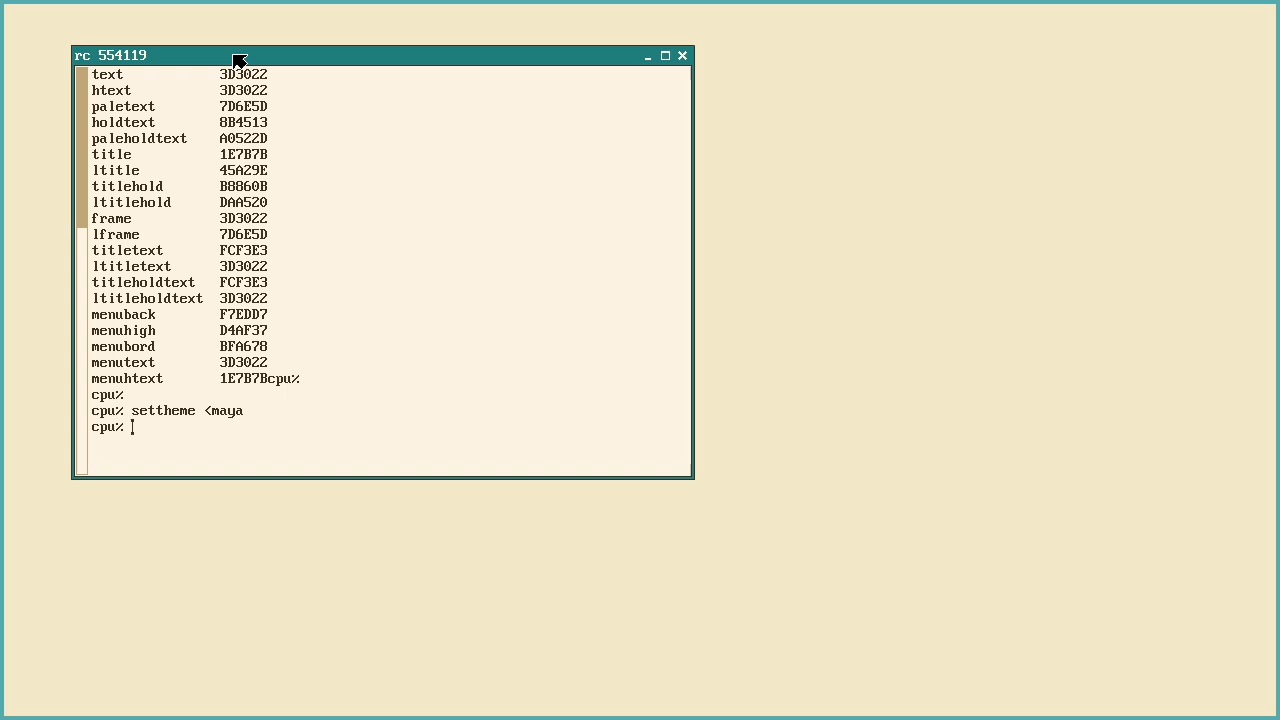 rc 554119
text 3D3022
htext 3D3022
paletext 7D6E5D
holdtext 8B4513
paleholdtext A0522D
title 1E7B7B
ltitle 45A29E
titlehold B8860B
ltitlehold DAA520
frame 3D3022
lframe 7D6E5D
titletext FCF3E3
ltitletext 3D3022
titleholdtext FCF3E3
ltitleholdtext 3D3022
menuback F7EDD7
menuhigh D4AF37
menubord BFA678
menutext 3D3022
menuhtext 1E7B7Bcpu%
cpu%
cpu% settheme <maya
cpu%